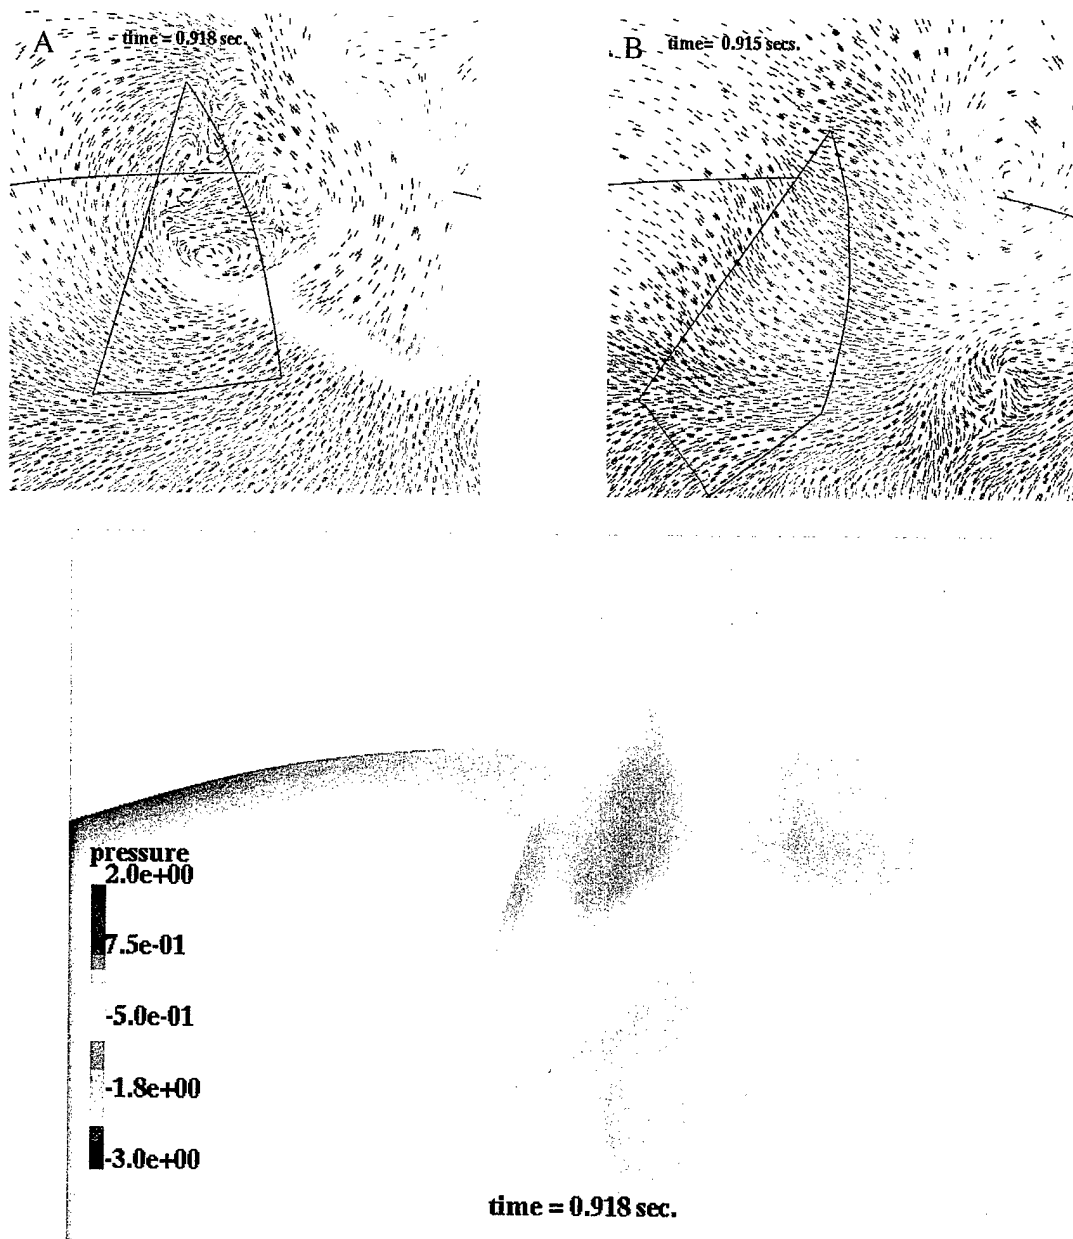 A
time = 0.918 sec.
B
time= 0.915 secs.
pressure
2.0e+00
7.5e-01
-5.0e-01
-1.8e+00
-3.0e+00
time = 0.918 sec.